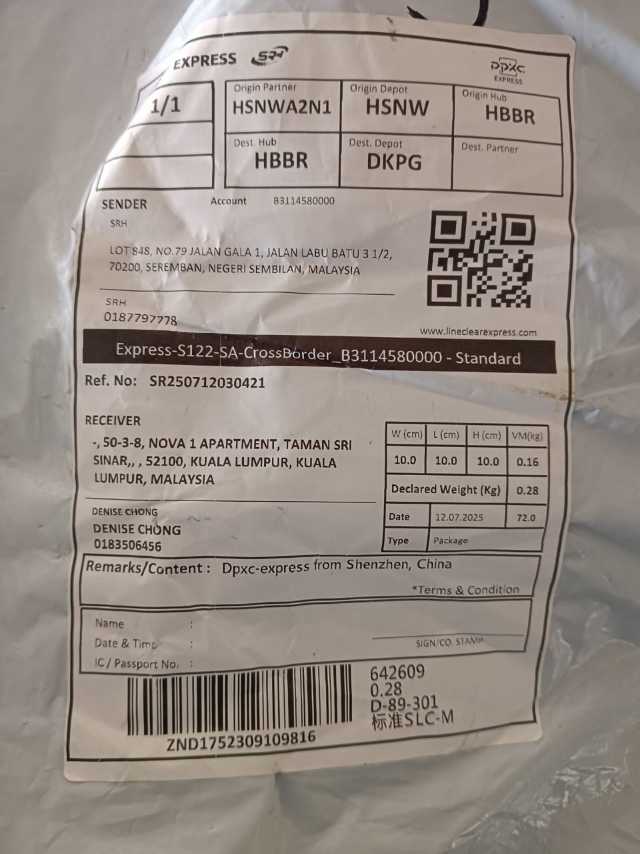 EXPRESS SRH
Dpxc
EXPRESS
1/1
Origin Partner
HSNWA2N1
Origin Depot
HSNW
Origin Hub
HBBR
Dest. Hub
HBBR
Dest. Depot
DKPG
Dest. Partner
SENDER
Account B3114580000
SRH
LOT 848, NO.79 JALAN GALA 1, JALAN LABU BATU 3 1/2,
70200, SEREMBAN, NEGERI SEMBILAN, MALAYSIA
SRH
0187797778
www.lineclearexpress.com
Express-S122-SA-CrossBorder_B3114580000 - Standard
Ref. No: SR250712030421
RECEIVER
-, 50-3-8, NOVA 1 APARTMENT, TAMAN SRI
SINAR,, , 52100, KUALA LUMPUR, KUALA
LUMPUR, MALAYSIA
DENISE CHONG
DENISE CHONG
0183506456
W (cm) L (cm) H (cm) VM(kg)
10.0 10.0 10.0 0.16
Declared Weight (Kg) 0.28
Date 12.07.2025 72.0
Type Package
Remarks/Content : Dpxc-express from Shenzhen, China
*Terms & Condition
Name :
Date & Time :
IC / Passport No. :
SIGN/CO. STAMP
ZND1752309109816
642609
0.28
D-89-301
标准SLC-M